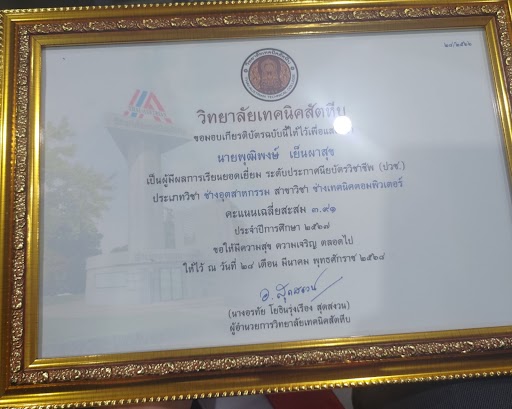 ๒๘/๒๕๖๖
วิทยาลัยเทคนิคสัตหีบ
ขอมอบเกียรติบัตรฉบับนี้ให้ไว้เพื่อแสดงว่า
นายพุฒิพงษ์ เย็นผาสุข
เป็นผู้มีผลการเรียนยอดเยี่ยม ระดับประกาศนียบัตรวิชาชีพ (ปวช.)
ประเภทวิชา ช่างอุตสาหกรรม สาขาวิชา ช่างเทคนิคคอมพิวเตอร์
คะแนนเฉลี่ยสะสม ๓.๙๑
ประจำปีการศึกษา ๒๕๖๗
ขอให้มีความสุข ความเจริญ ตลอดไป
ให้ไว้ ณ วันที่ ๒๘ เดือน มีนาคม พุทธศักราช ๒๕๖๘
(นางอรทัย โยธินรุ่งเรือง สุดสงวน)
ผู้อำนวยการวิทยาลัยเทคนิคสัตหีบ